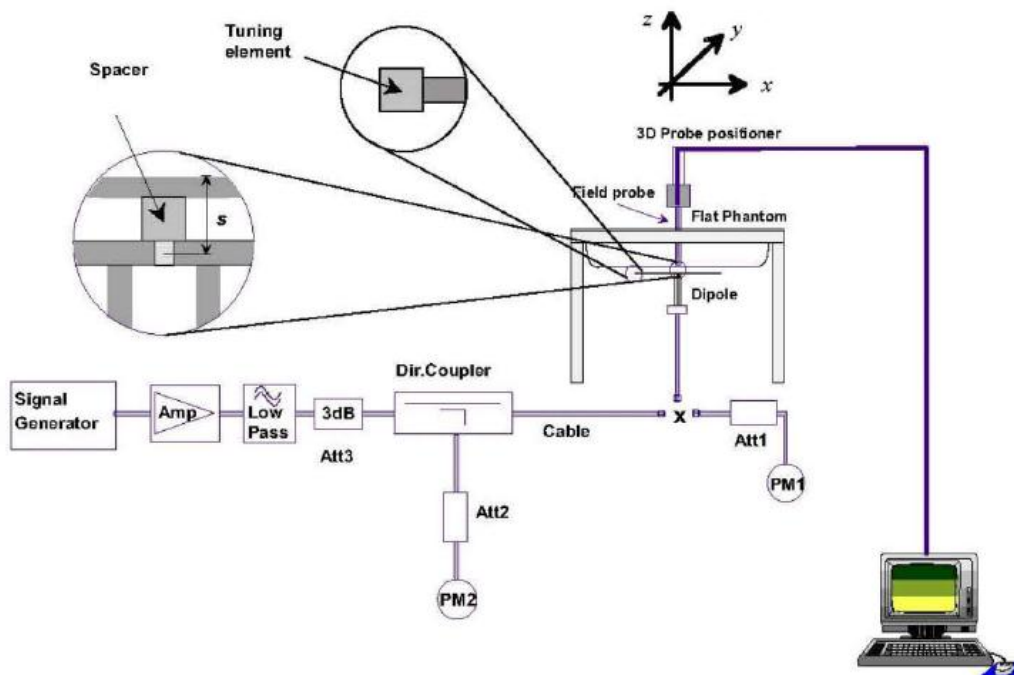 Tuning
element
Spacer
s
z
y
x
3D Probe positioner
Field probe
Flat Phantom
Dipole
Dir.Coupler
Signal
Generator
Amp
Low
Pass
3dB
Att3
Cable
x
Att1
PM1
Att2
PM2